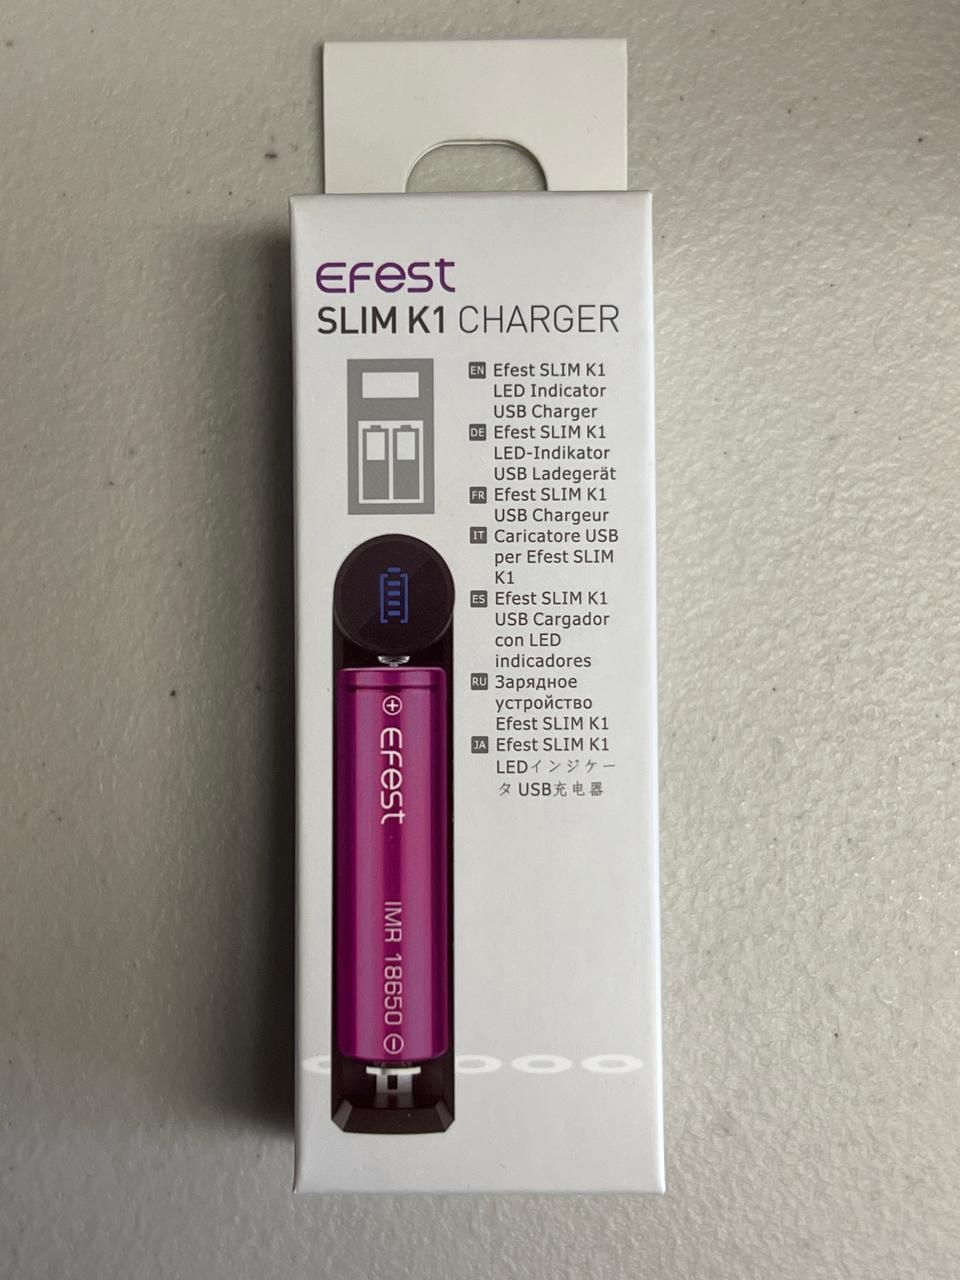 Efest
SLIM K1 CHARGER
EN Efest SLIM K1
LED Indicator
USB Charger
DE Efest SLIM K1
LED-Indikator
USB Ladegerät
FR Efest SLIM K1
USB Chargeur
IT Caricatore USB
per Efest SLIM
K1
ES Efest SLIM K1
USB Cargador
con LED
indicadores
RU Зарядное
устройство
Efest SLIM K1
JA Efest SLIM K1
LEDインジケー
タ USB充电器
Efest
IMR 18650